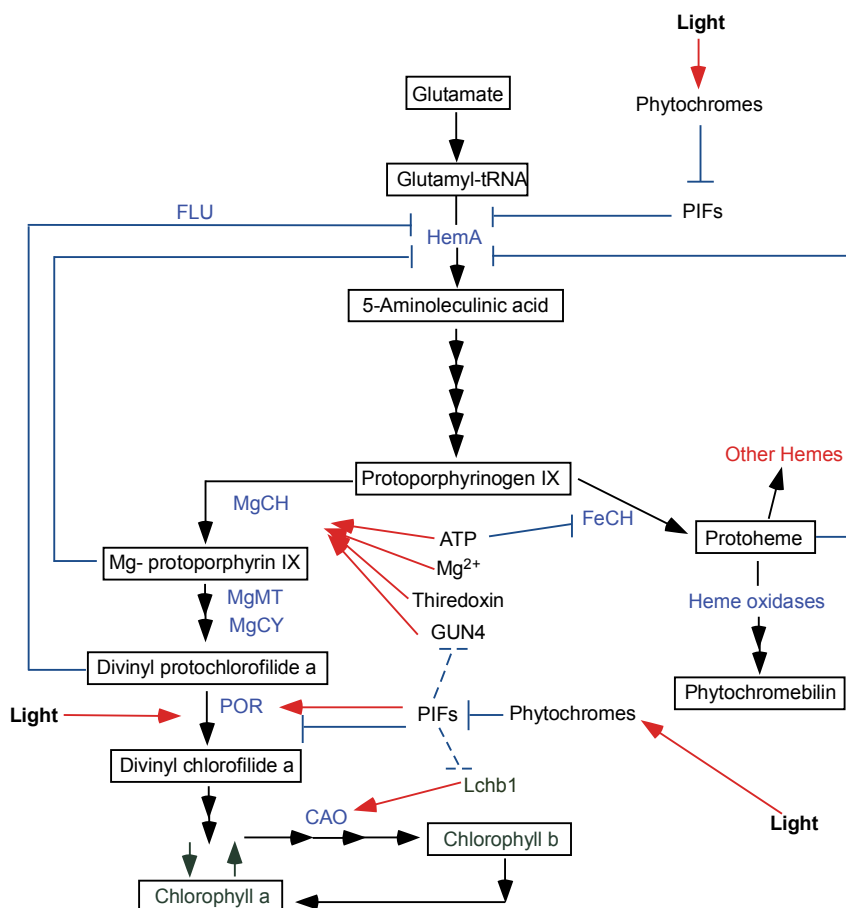 Light
Glutamate
Phytochromes
Glutamyl-tRNA
FLU
PIFs
HemA
5-Aminoleculinic acid
Other Hemes
Protoporphyrinogen IX
MgCH
FeCH
ATP
Protoheme
Mg- protoporphyrin IX
Mg2+
MgMT
Thiredoxin
Heme oxidases
MgCY
GUN4
Divinyl protochlorofilide a
Phytochromebilin
POR
Light
PIFs
Phytochromes
Divinyl chlorofilide a
Lchb1
CAO
Light
Chlorophyll b
Chlorophyll a